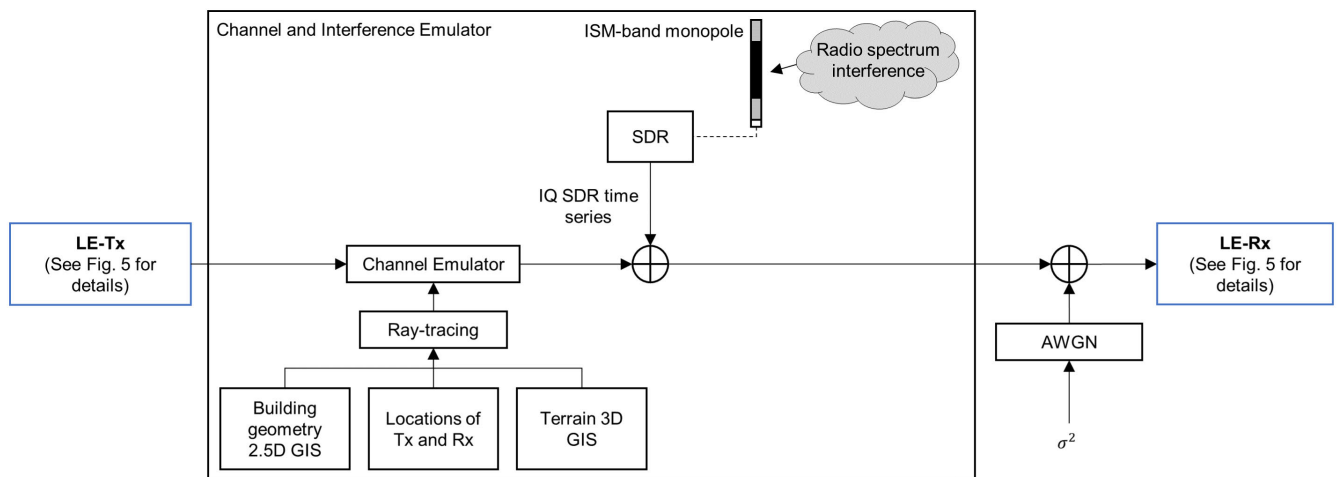 Channel and Interference Emulator
ISM-band monopole
Radio spectrum
interference
SDR
IQ SDR time
series
LE-Tx
(See Fig. 5 for
details)
Channel Emulator
LE-Rx
(See Fig. 5 for
details)
Ray-tracing
AWGN
Building
geometry
2.5D GIS
Locations of
Tx and Rx
Terrain 3D
GIS
σ²